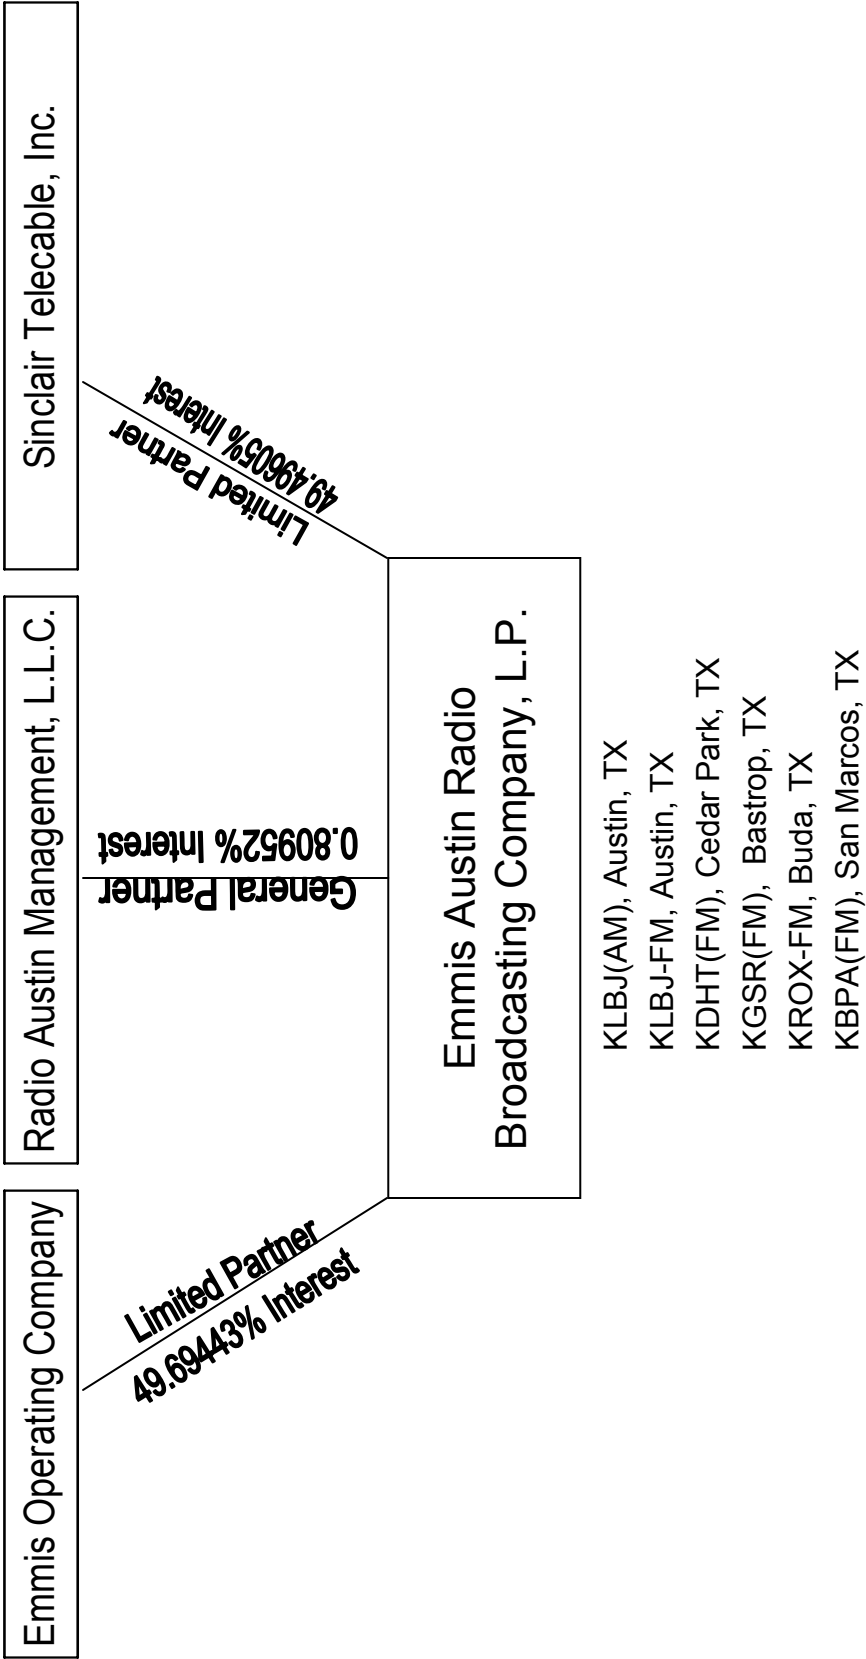 Emmis Operating Company
Radio Austin Management, L.L.C.
Sinclair Telecable, Inc.
Limited Partner
49.69443% Interest
General Partner
0.80952% Interest
Limited Partner
49.49605% Interest
Emmis Austin Radio
Broadcasting Company, L.P.
KLBJ(AM), Austin, TX
KLBJ-FM, Austin, TX
KDHT(FM), Cedar Park, TX
KGSR(FM), Bastrop, TX
KROX-FM, Buda, TX
KBPA(FM), San Marcos, TX